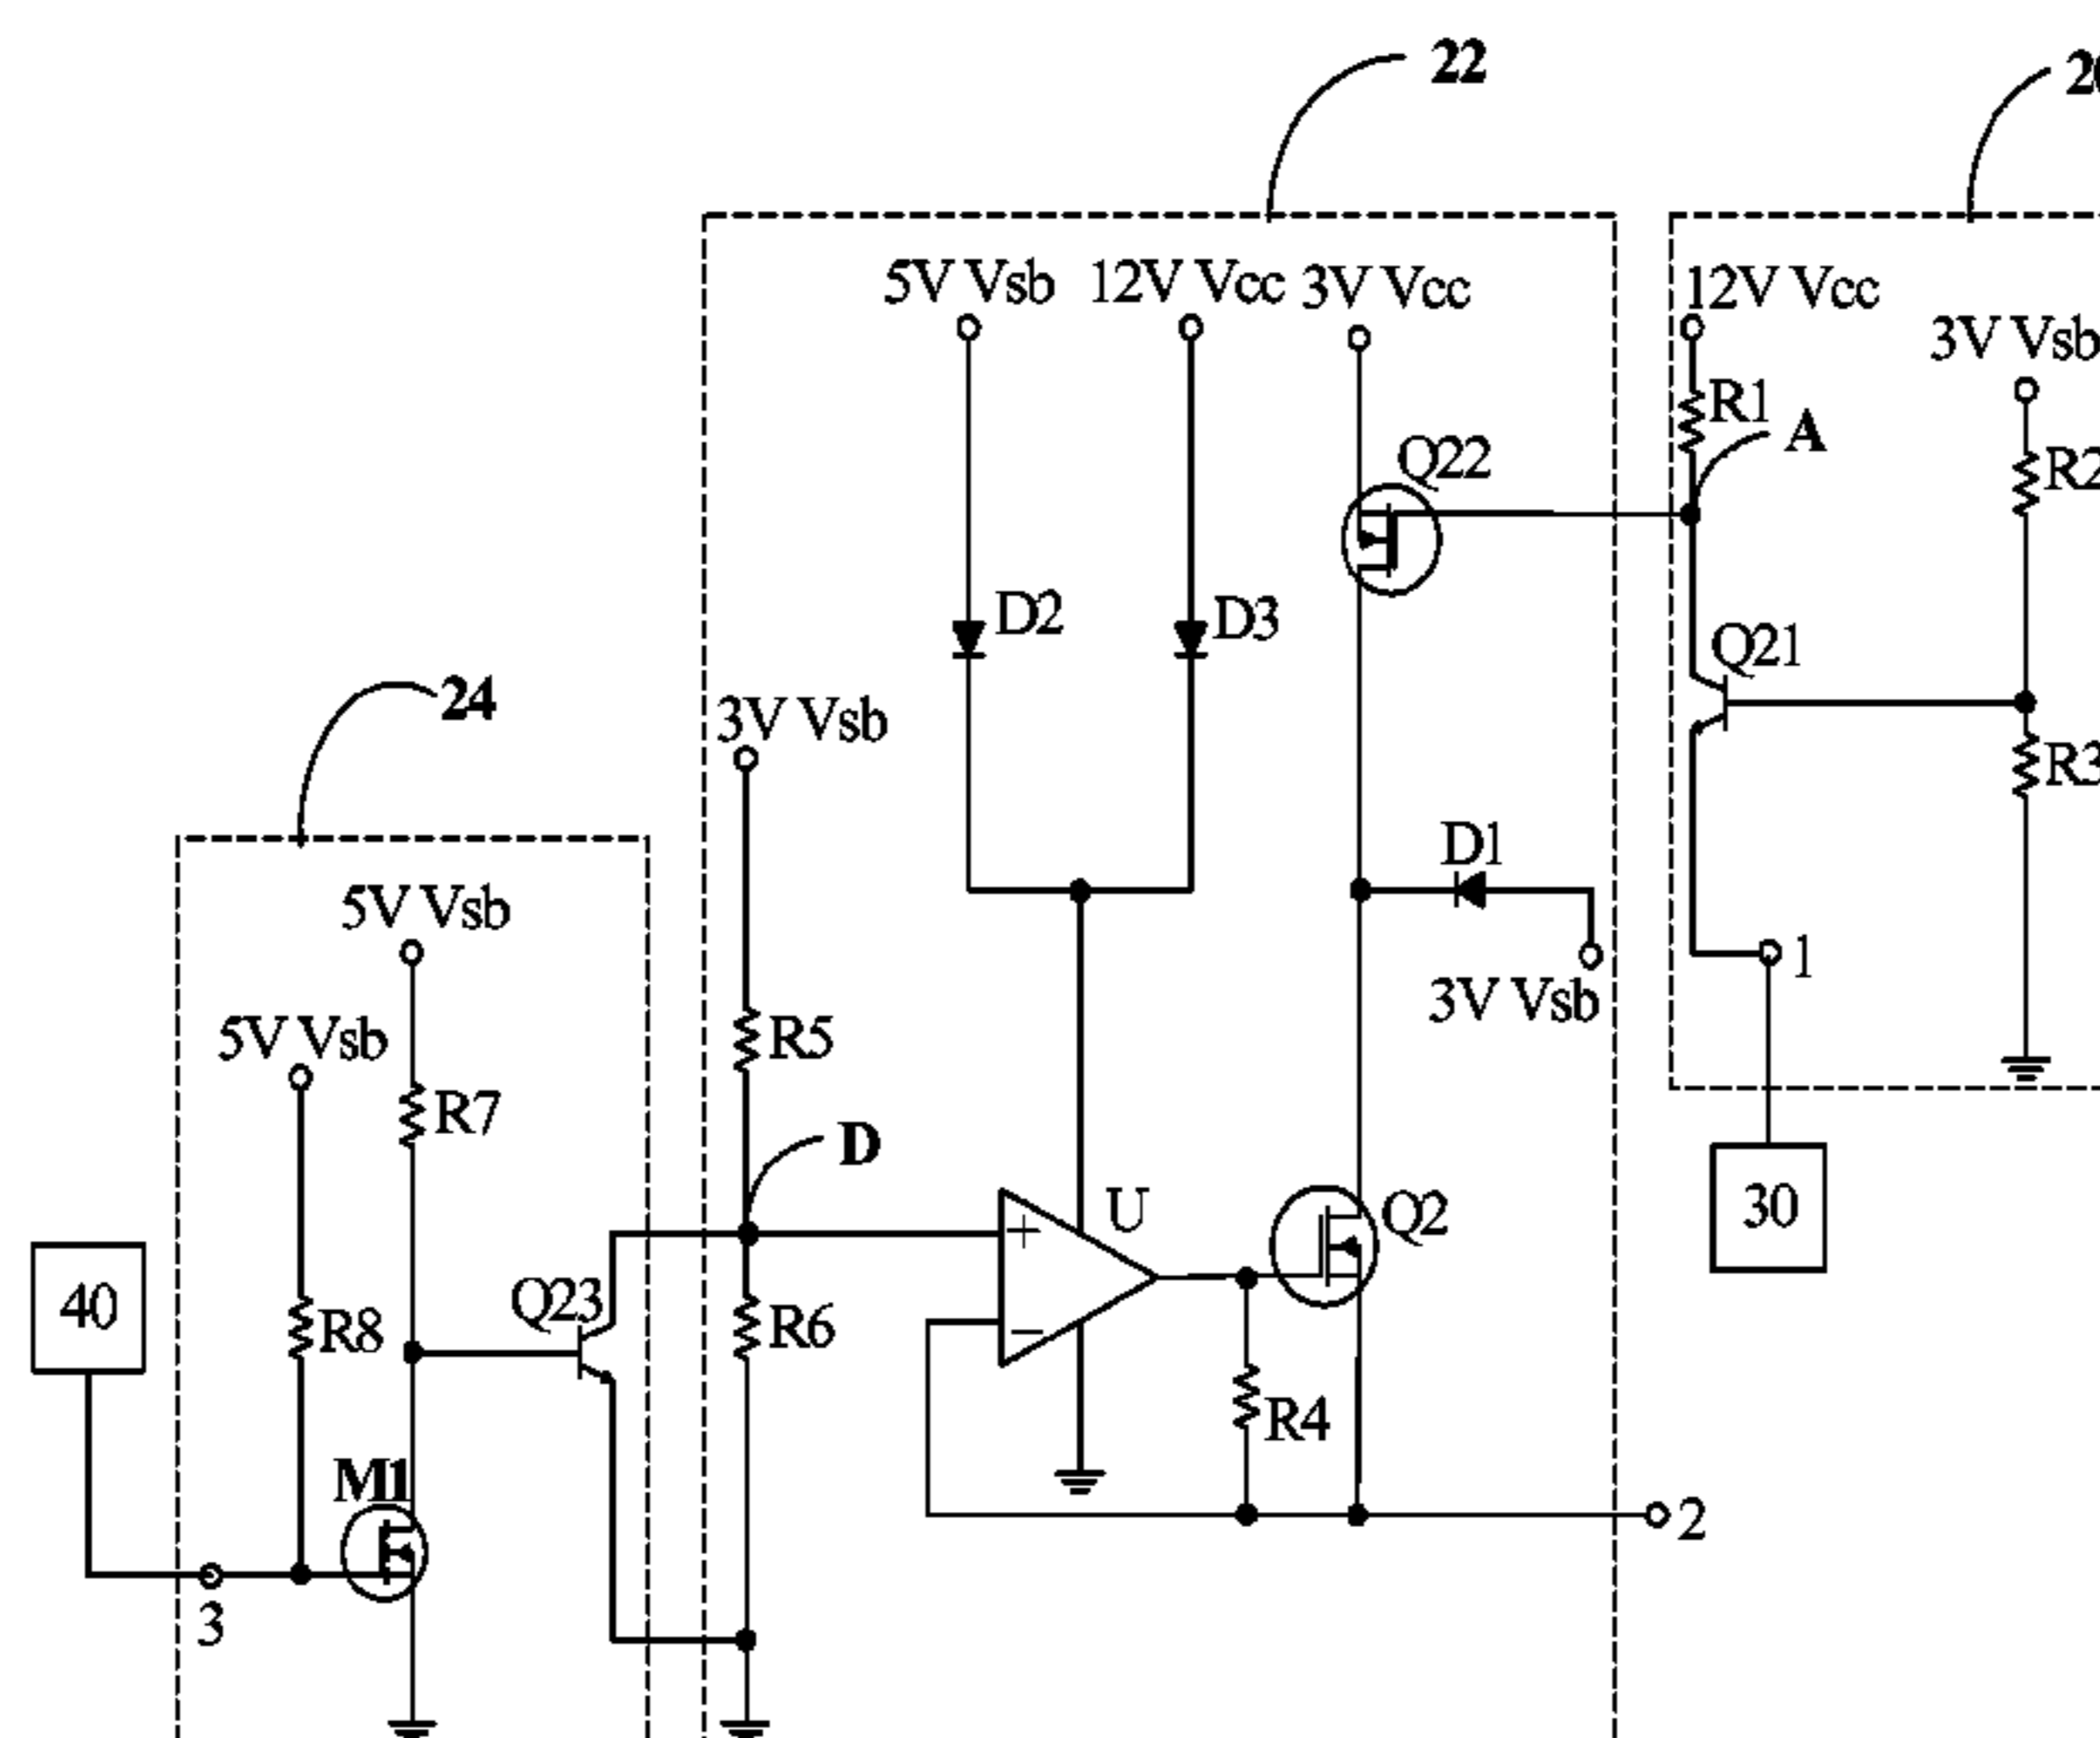 22
5V Vsb 12V Vcc 3V Vcc
12V Vcc
3V Vsb
R1
A
Q22
R2
D2
D3
Q21
24
3V Vsb
R3
D1
5V Vsb
1
3V Vsb
5V Vsb
R5
R7
D
U
Q2
30
40
Q23
R8
R6
+
−
R4
M1
2
3